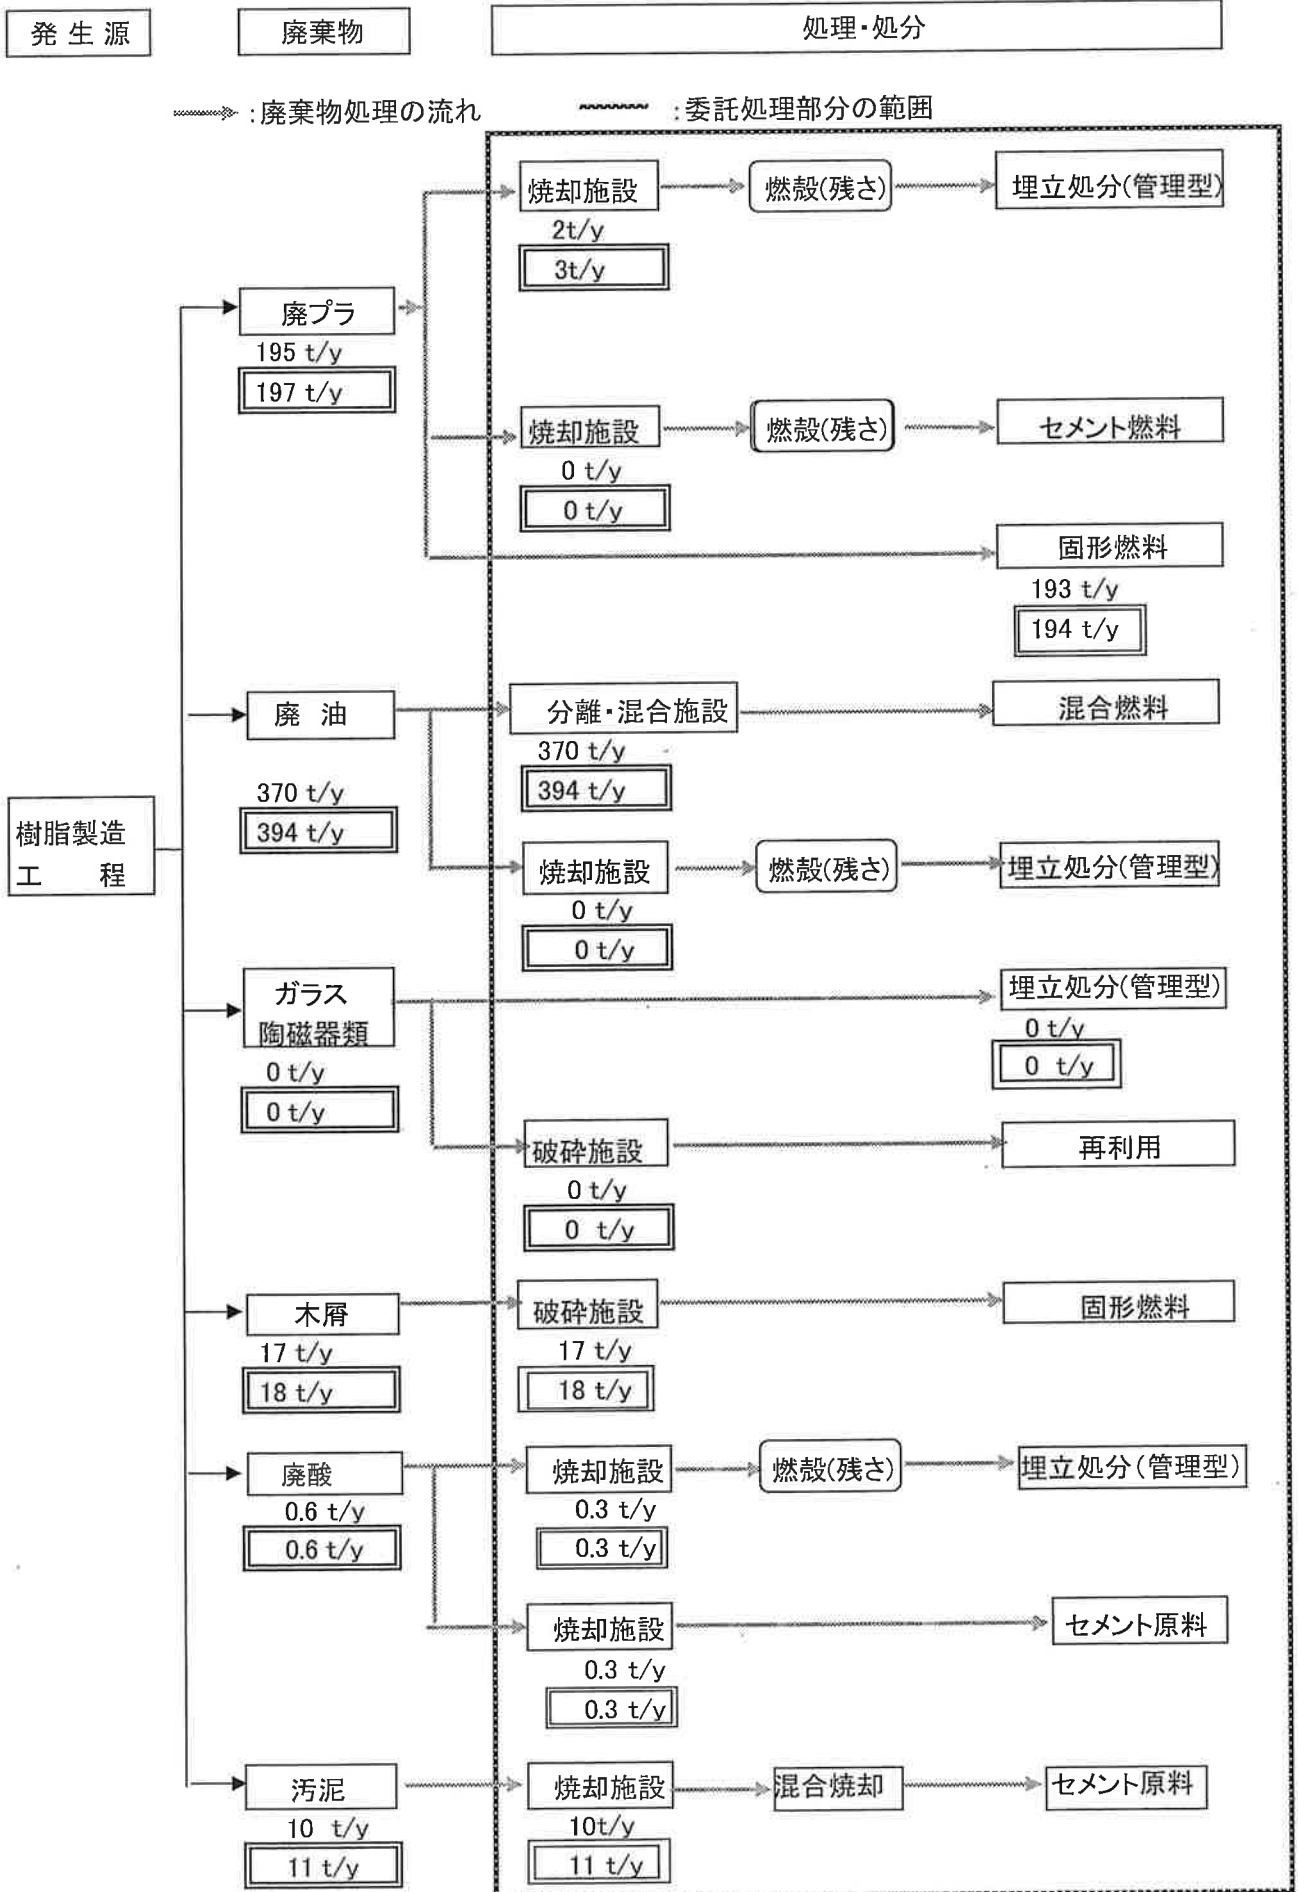 発生源
廃棄物
処理・処分
:廃棄物処理の流れ
:委託処理部分の範囲
焼却施設
燃殻(残さ)
埋立処分(管理型)
2t/y
3t/y
廃プラ
195 t/y
197 t/y
焼却施設
燃殻(残さ)
セメント燃料
0 t/y
0 t/y
固形燃料
193 t/y
194 t/y
廃 油
分離・混合施設
混合燃料
370 t/y
394 t/y
370 t/y
394 t/y
樹脂製造
工 程
焼却施設
燃殻(残さ)
埋立処分(管理型)
0 t/y
0 t/y
ガラス
陶磁器類
埋立処分(管理型)
0 t/y
0 t/y
0 t/y
0 t/y
破砕施設
再利用
0 t/y
0 t/y
木屑
破砕施設
固形燃料
17 t/y
18 t/y
17 t/y
18 t/y
廃酸
焼却施設
燃殻(残さ)
埋立処分(管理型)
0.6 t/y
0.6 t/y
0.3 t/y
0.3 t/y
焼却施設
セメント原料
0.3 t/y
0.3 t/y
汚泥
焼却施設
混合焼却
セメント原料
10 t/y
11 t/y
10t/y
11 t/y